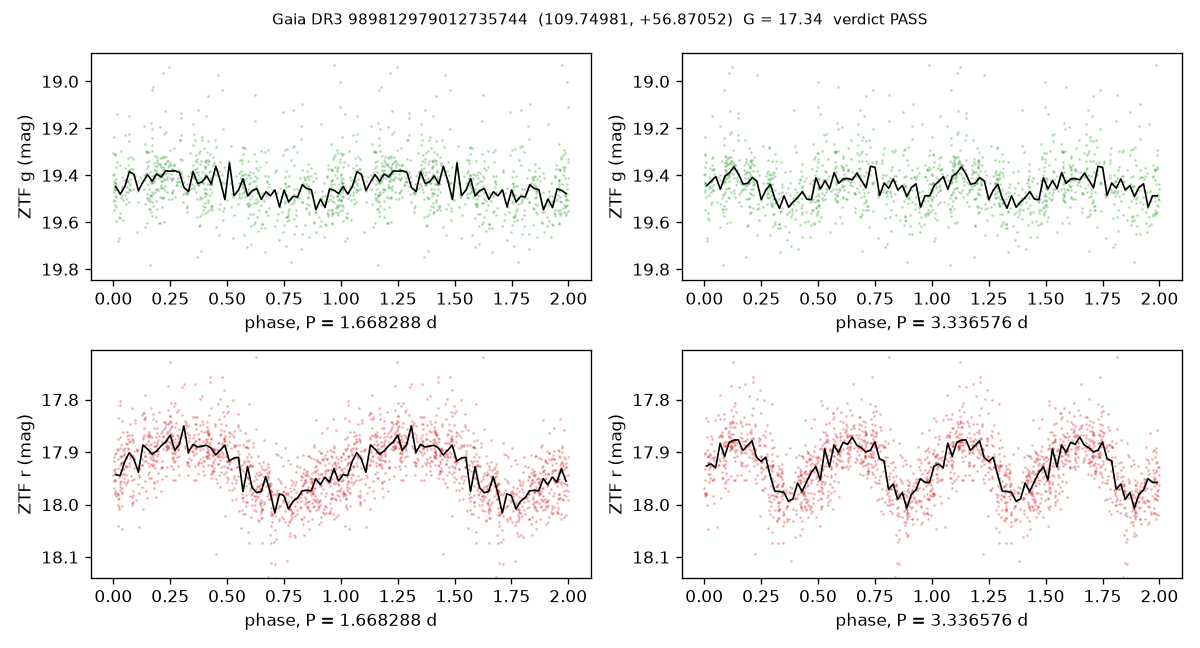 Gaia DR3 989812979012735744  (109.74981, +56.87052)  G = 17.34  verdict PASS
19.0
19.2
19.4
19.6
19.8
ZTF g (mag)
0.00 0.25 0.50 0.75 1.00 1.25 1.50 1.75 2.00
phase, P = 1.668288 d
19.0
19.2
19.4
19.6
19.8
ZTF g (mag)
0.00 0.25 0.50 0.75 1.00 1.25 1.50 1.75 2.00
phase, P = 3.336576 d
17.8
17.9
18.0
18.1
ZTF r (mag)
0.00 0.25 0.50 0.75 1.00 1.25 1.50 1.75 2.00
phase, P = 1.668288 d
17.8
17.9
18.0
18.1
ZTF r (mag)
0.00 0.25 0.50 0.75 1.00 1.25 1.50 1.75 2.00
phase, P = 3.336576 d